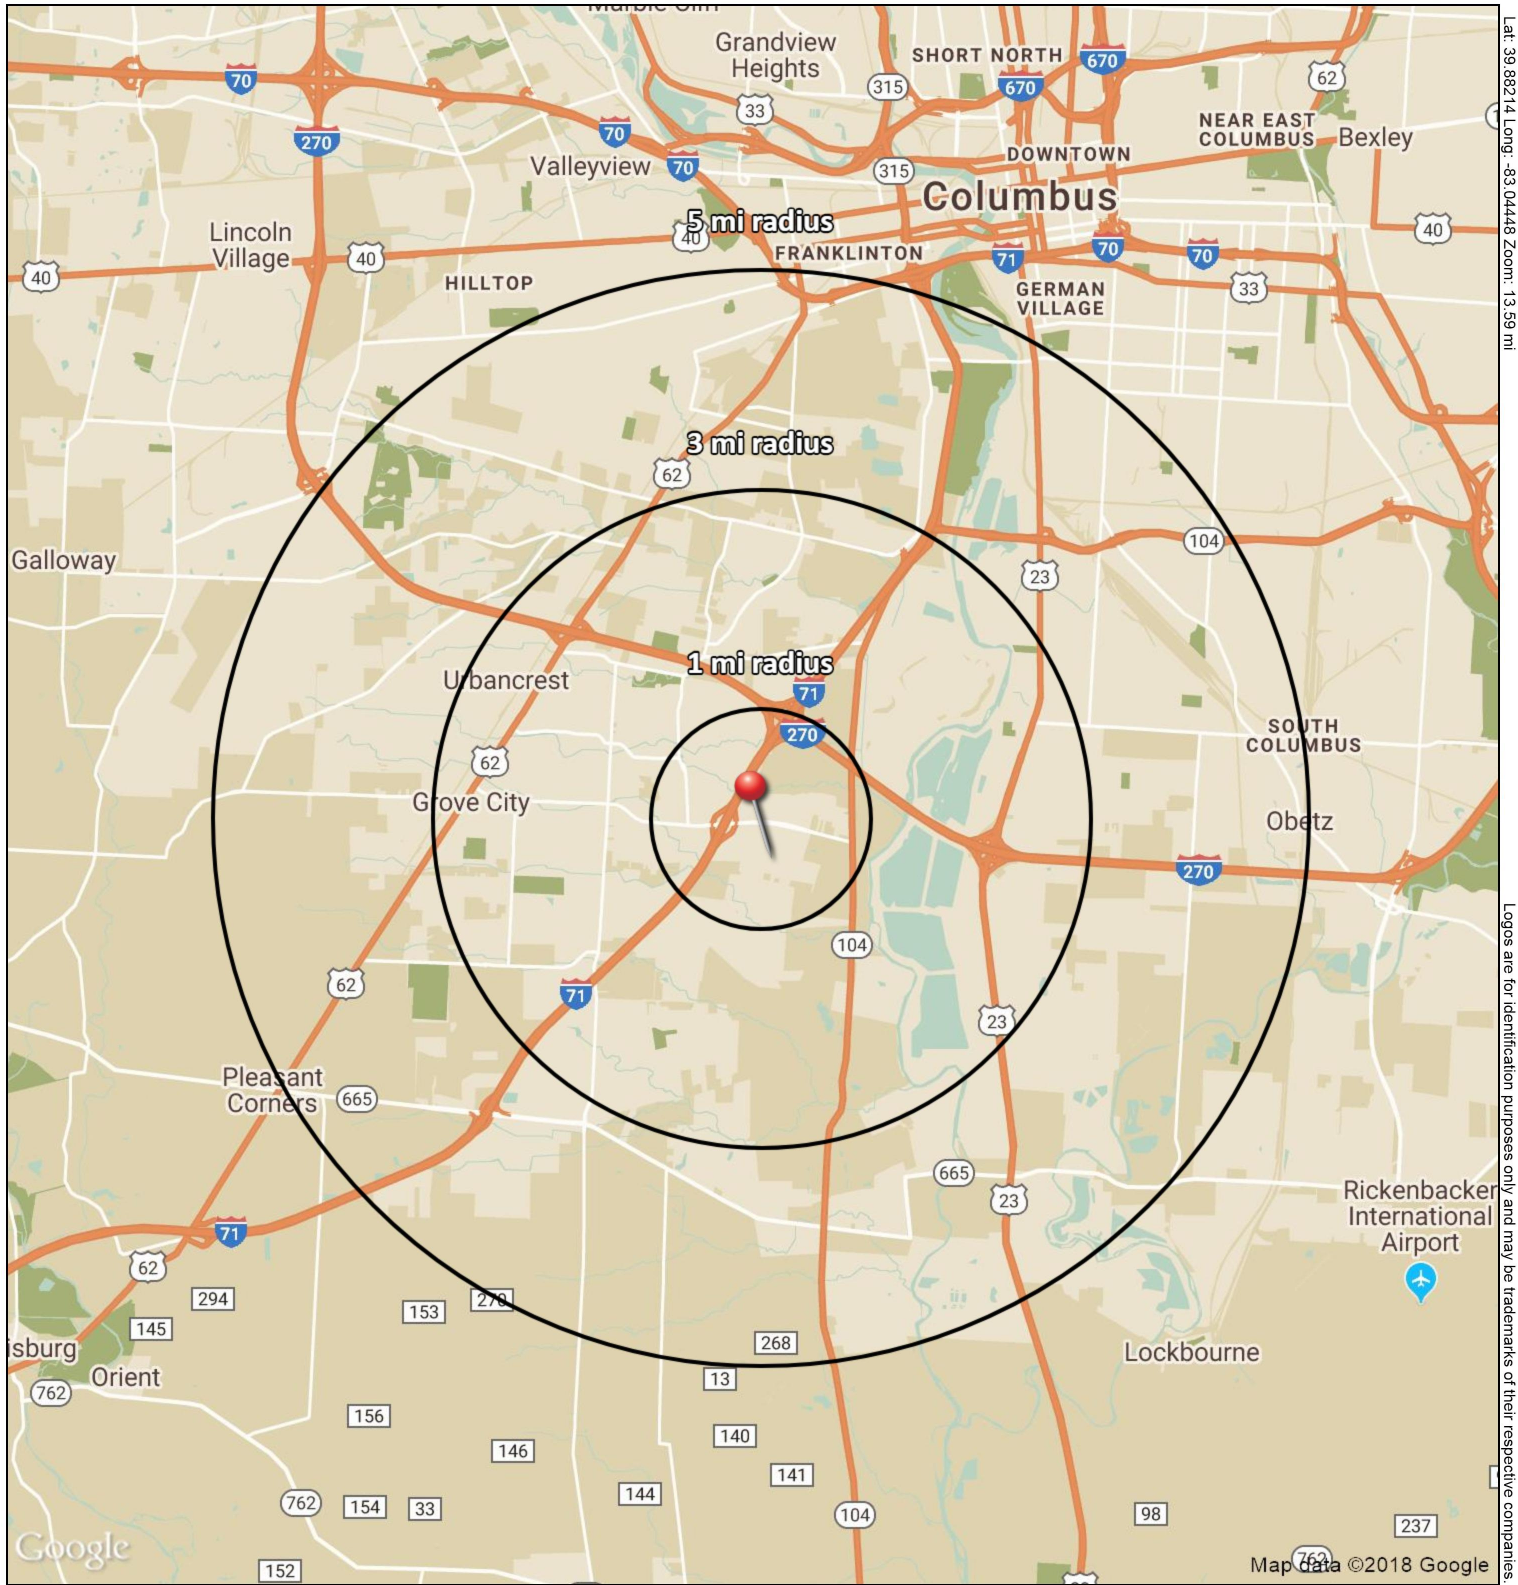 Marble Cliff
Grandview
Heights
SHORT NORTH
670
670
315
62
70
33
NEAR EAST
COLUMBUS
Bexley
270
70
Valleyview
70
DOWNTOWN
315
Columbus
5 mi radius
40
Lincoln
Village
40
40
FRANKLINTON
71
70
70
40
40
HILLTOP
GERMAN
VILLAGE
33
3 mi radius
62
Galloway
104
23
1 mi radius
Urbancrest
71
270
SOUTH
COLUMBUS
62
Grove City
Obetz
270
104
62
71
23
Pleasant
Corners
665
665
23
Rickenbacker
International
Airport
71
62
294
153
270
145
268
isburg
Lockbourne
Orient
13
762
156
140
146
141
144
762
154
33
104
98
237
Google
152
762
Map data ©2018 Google
Lat: 39.88214 Long: -83.04448 Zoom: 13.59 mi
Logos are for identification purposes only and may be trademarks of their respective companies.